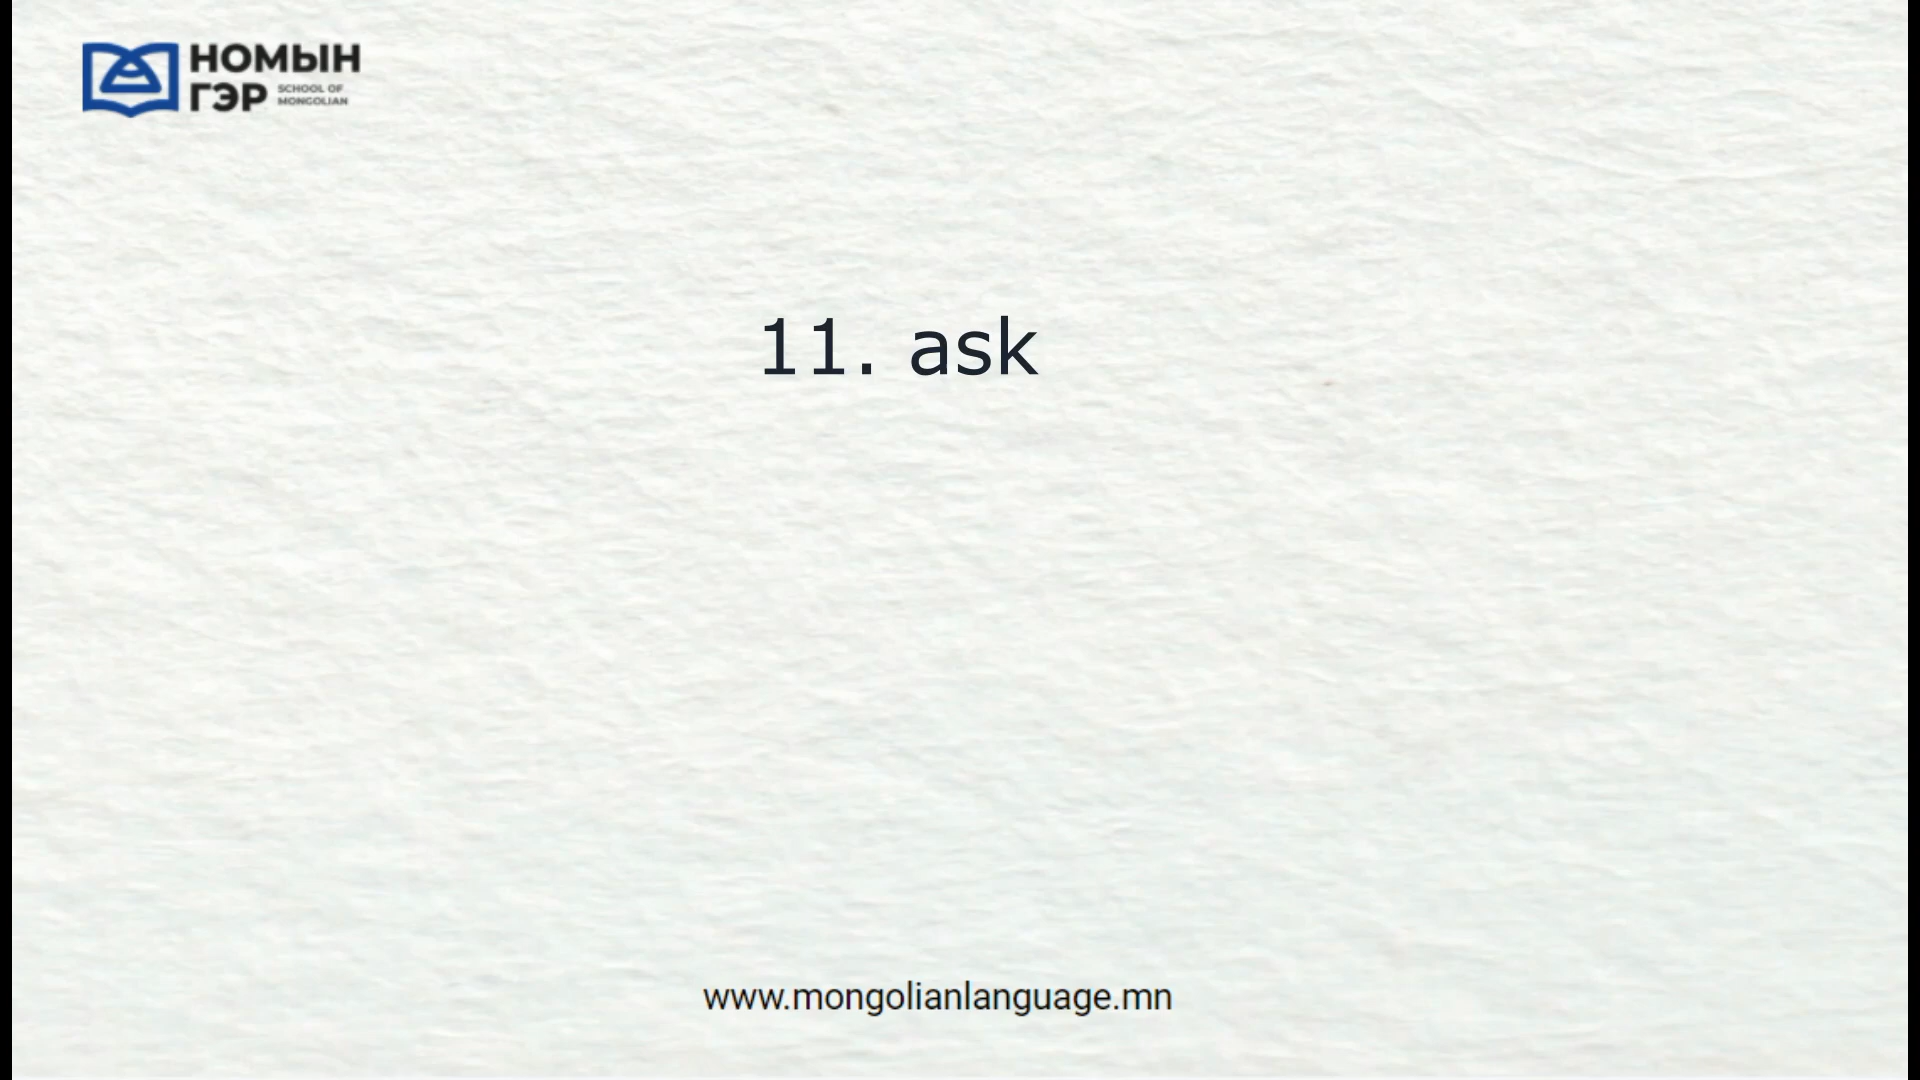 НОМЫН
ГЭР SCHOOL OF
MONGOLIAN
11. ask
www.mongolianlanguage.mn